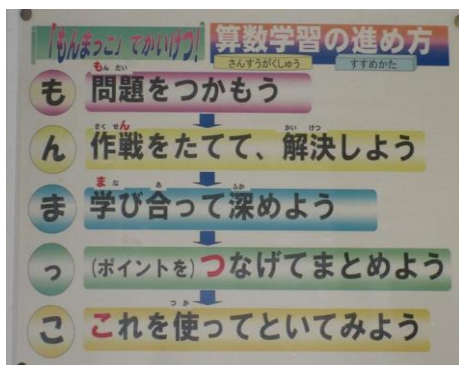 「もんまっこ」でかいけつ!
算数学習の進め方
さんすうがくしゅう
すすめかた
も
もん だい
問題をつかもう
ん
さく せん
かい けつ
作戦をたてて、解決しよう
ま
まな
あ
ふか
学び合って深めよう
っ
(ポイントを)つなげてまとめよう
こ
つか
これを使ってといてみよう